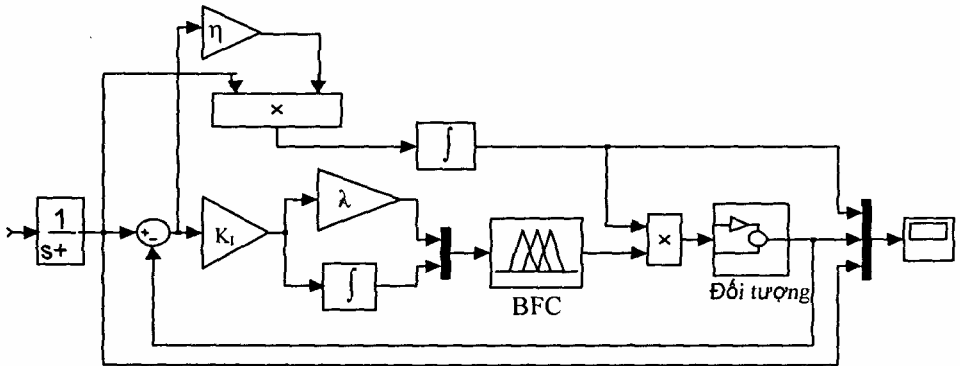 η
×
∫
1
s+
+
-
K_I
λ
∫
BFC
×
Đối tượng